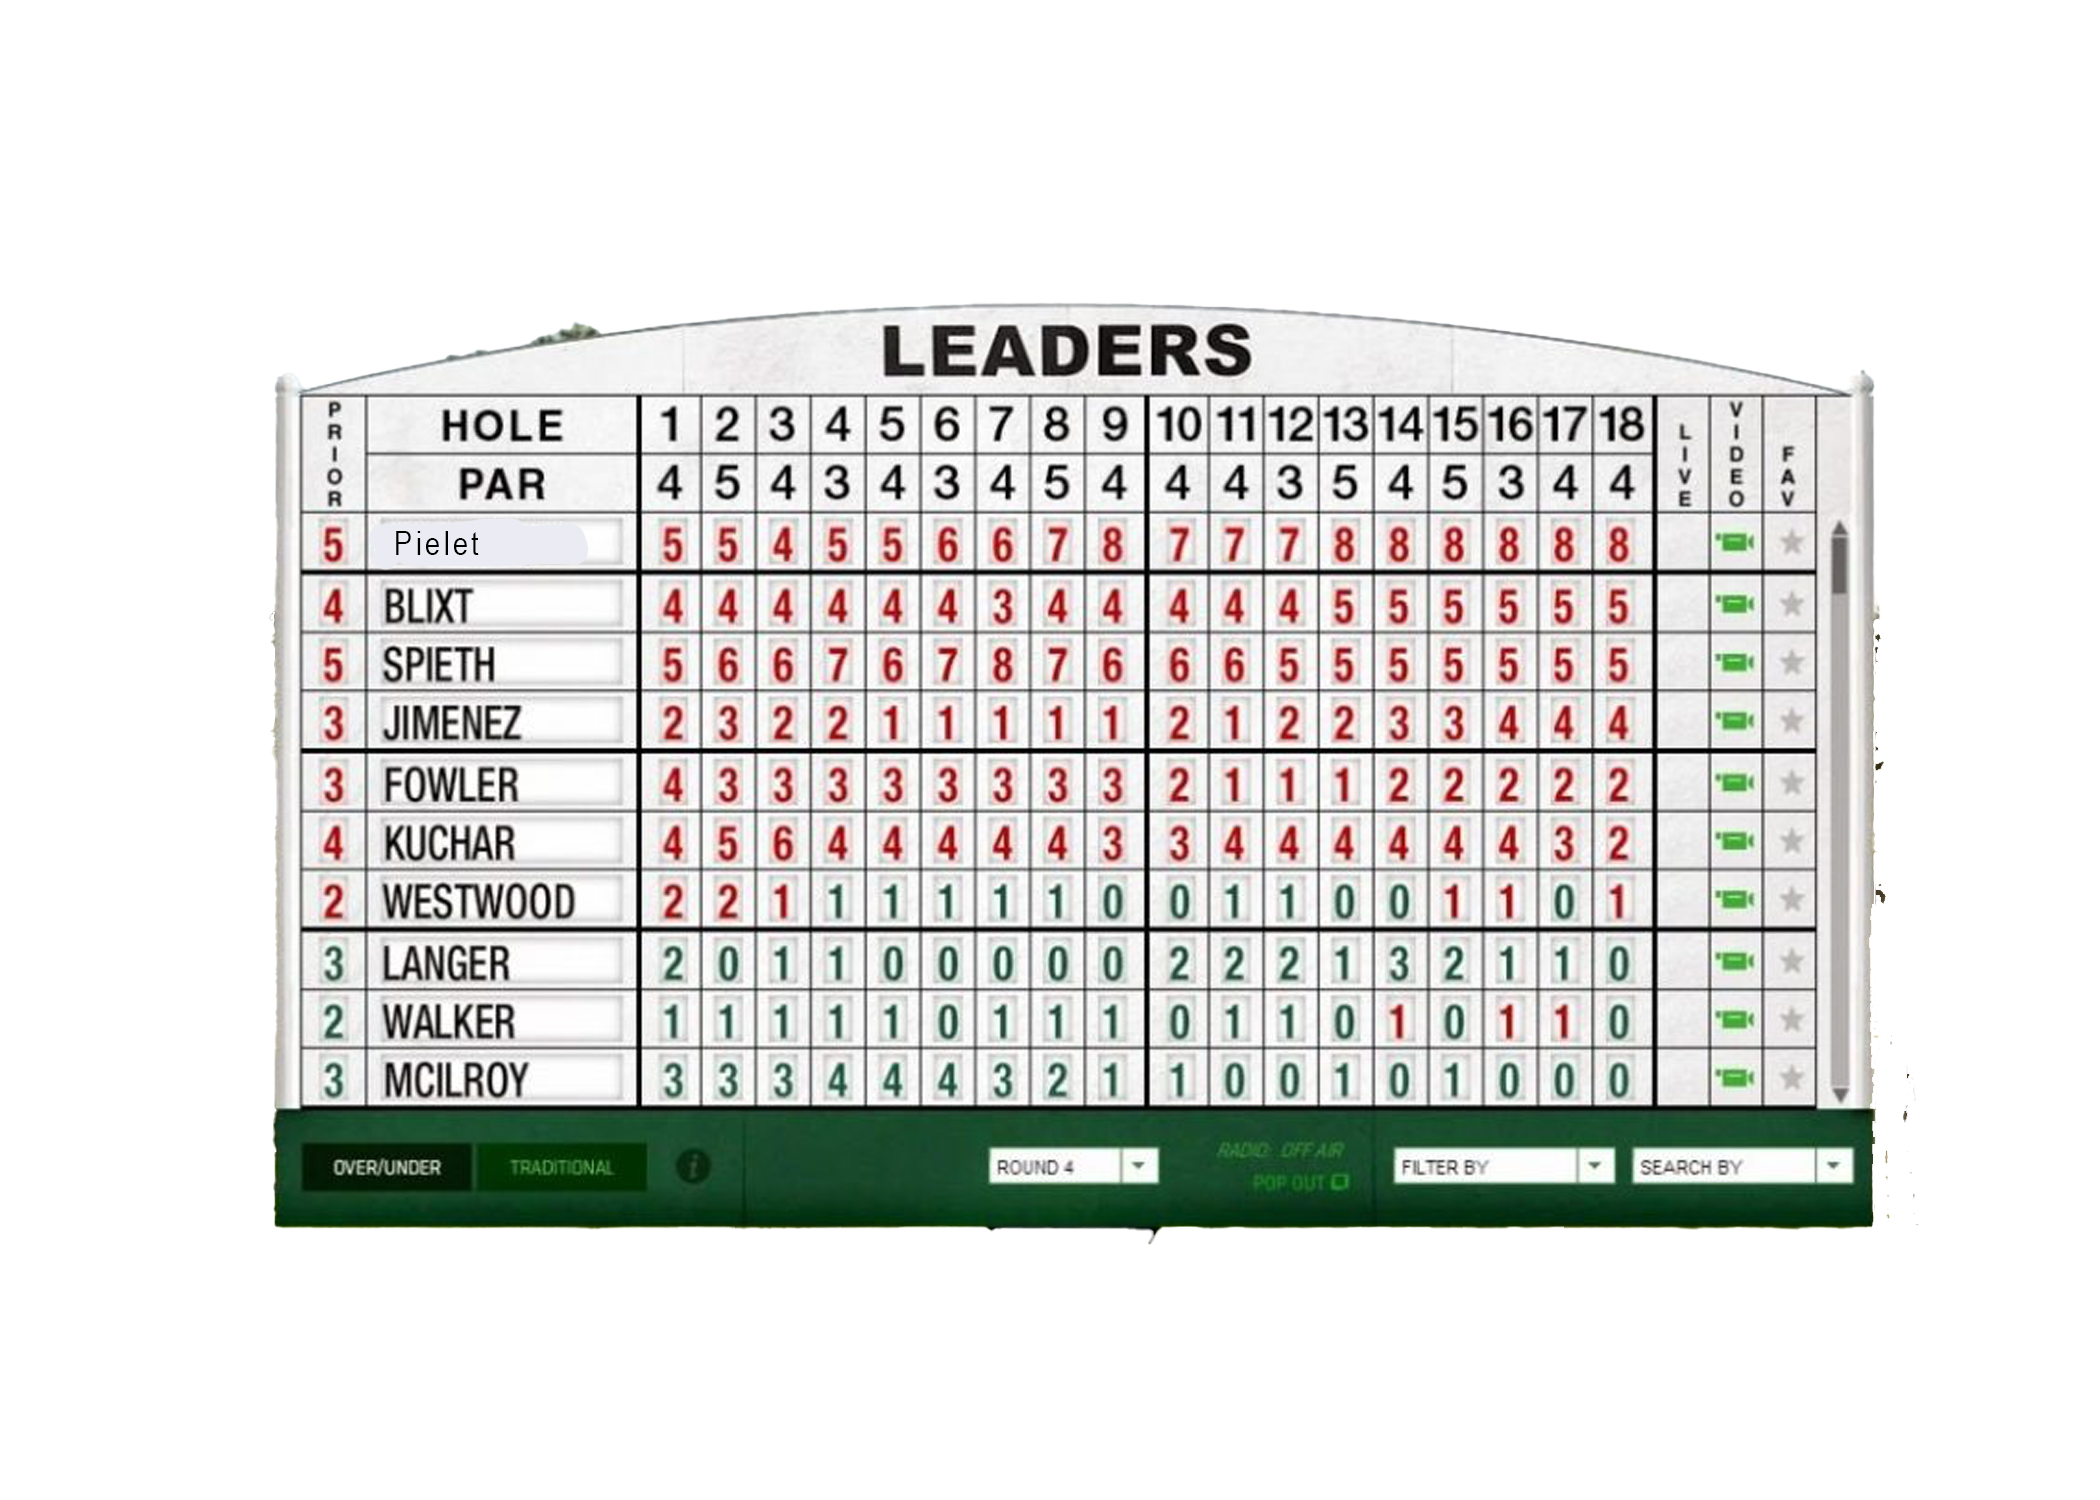 LEADERS
PRIOR HOLE 1 2 3 4 5 6 7 8 9 10 11 12 13 14 15 16 17 18 LIVE VIDEO FAV
PAR 4 5 4 3 4 3 4 5 4 4 4 3 5 4 5 3 4 4
5 Pielet 5 5 4 5 5 6 6 7 8 7 7 7 8 8 8 8 8 8
4 BLIXT 4 4 4 4 4 4 3 4 4 4 4 4 5 5 5 5 5 5
5 SPIETH 5 6 6 7 6 7 8 7 6 6 6 5 5 5 5 5 5 5
3 JIMENEZ 2 3 2 2 1 1 1 1 1 2 1 2 2 3 3 4 4 4
3 FOWLER 4 3 3 3 3 3 3 3 3 2 1 1 1 2 2 2 2 2
4 KUCHAR 4 5 6 4 4 4 4 4 3 3 4 4 4 4 4 4 3 2
2 WESTWOOD 2 2 1 1 1 1 1 1 0 0 1 1 0 0 1 1 0 1
3 LANGER 2 0 1 1 0 0 0 0 0 2 2 2 1 3 2 1 1 0
2 WALKER 1 1 1 1 1 0 1 1 1 0 1 1 0 1 0 1 1 0
3 MCILROY 3 3 3 4 4 4 3 2 1 1 0 0 1 0 1 0 0 0
OVER/UNDER TRADITIONAL i ROUND 4 RADIO: OFF AIR FILTER BY SEARCH BY
POP OUT